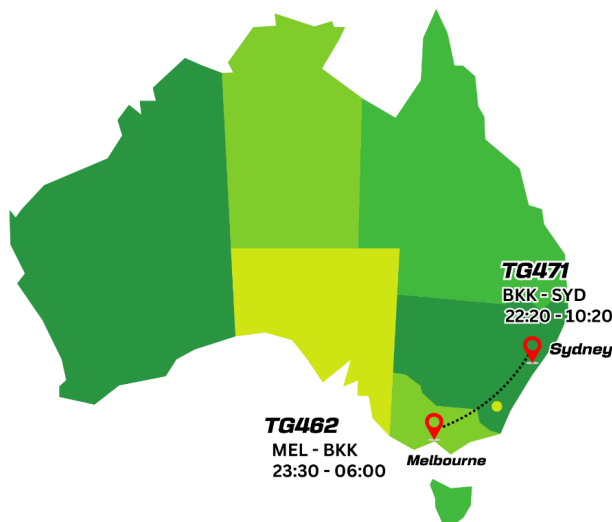 TG471
BKK - SYD
22:20 - 10:20
Sydney
TG462
MEL - BKK
23:30 - 06:00
Melbourne